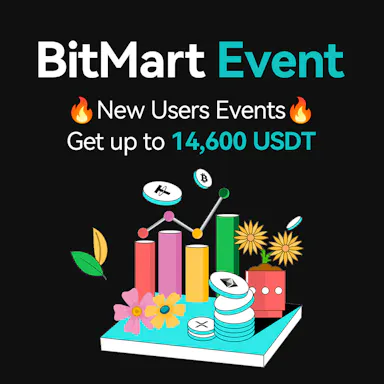 BitMart Event
🔥New Users Events🔥
Get up to 14,600 USDT